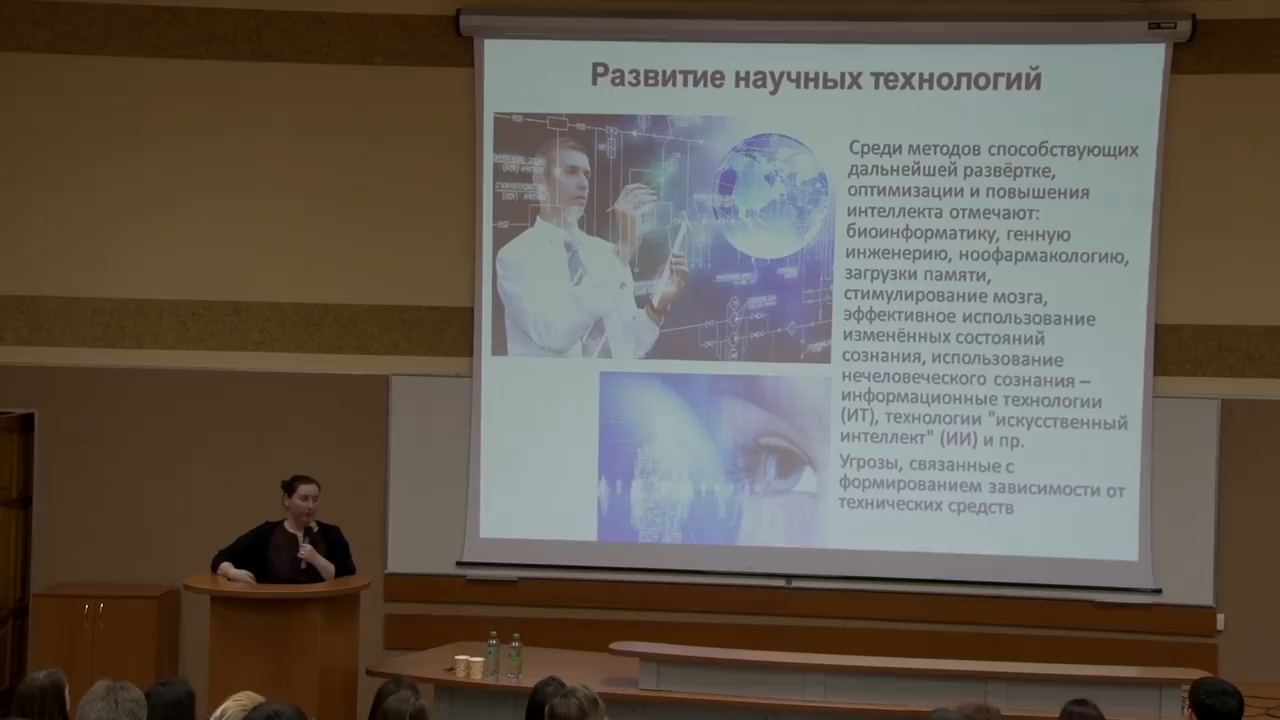 Развитие научных технологий
Среди методов способствующих
дальнейшей развёртке,
оптимизации и повышения
интеллекта отмечают:
биоинформатику, генную
инженерию, ноофармакологию,
загрузки памяти,
стимулирование мозга,
эффективное использование
изменённых состояний
сознания, использование
нечеловеческого сознания –
информационные технологии
(ИТ), технологии "искусственный
интеллект" (ИИ) и пр.
Угрозы, связанные с
формированием зависимости от
технических средств